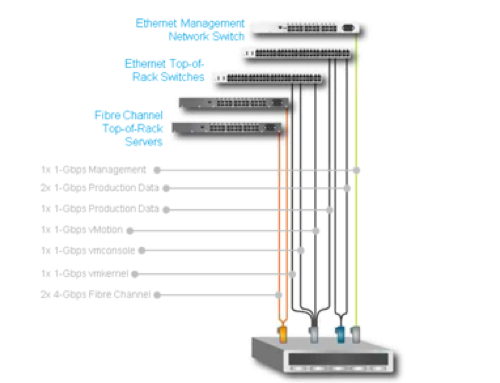 Ethernet Management
Network Switch
Ethernet Top-of-
Rack Switches
Fibre Channel
Top-of-Rack
Servers
1x 1-Gbps Management
2x 1-Gbps Production Data
1x 1-Gbps Production Data
1x 1-Gbps vMotion
1x 1-Gbps vmconsole
1x 1-Gbps vmkernel
2x 4-Gbps Fibre Channel